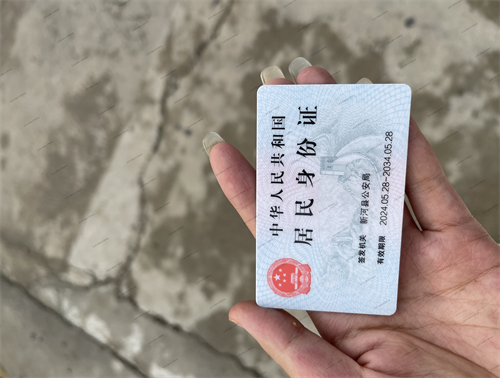 中华人民共和国
居民身份证
签发机关 新河县公安局
有效期限 2024.05.28-2034.05.28